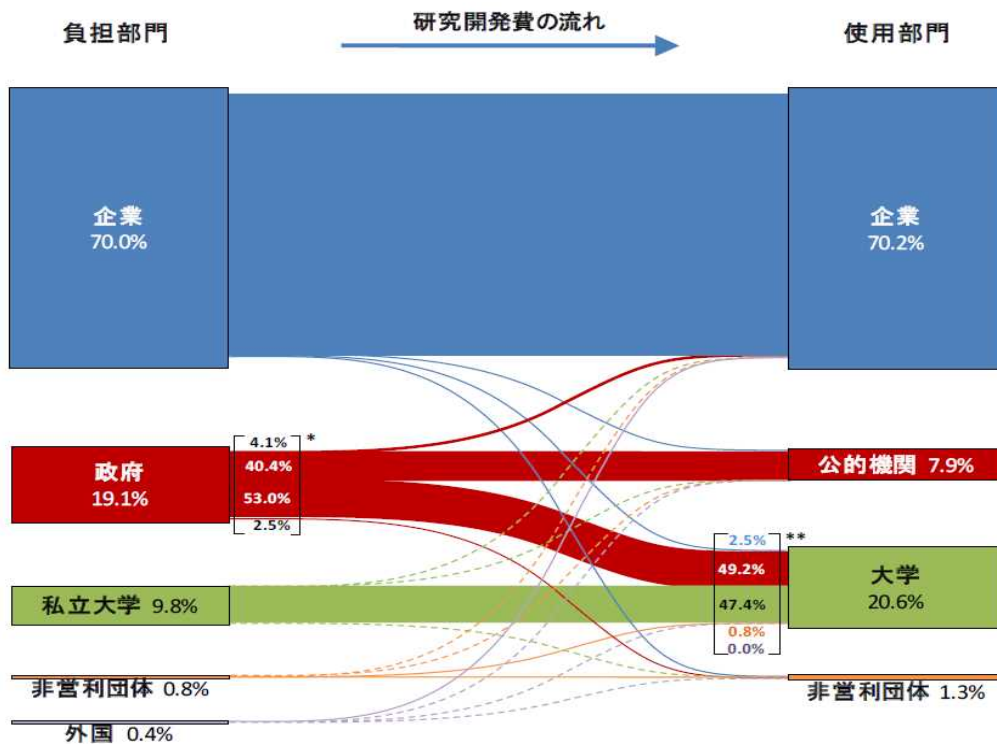 負担部門
研究開発費の流れ
使用部門
企業
70.0%
企業
70.2%
政府
19.1%
4.1%
40.4%
53.0%
2.5%
*
公的機関 7.9%
私立大学 9.8%
2.5%
49.2%
47.4%
0.8%
0.0%
**
大学
20.6%
非営利団体 0.8%
非営利団体 1.3%
外国 0.4%